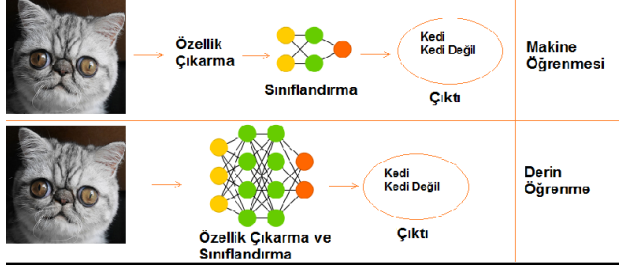 Özellik
Çıkarma
Sınıflandırma
Kedi
Kedi Değil
Çıktı
Makine
Öğrenmesi
Özellik Çıkarma ve
Sınıflandırma
Kedi
Kedi Değil
Çıktı
Derin
Öğrenme